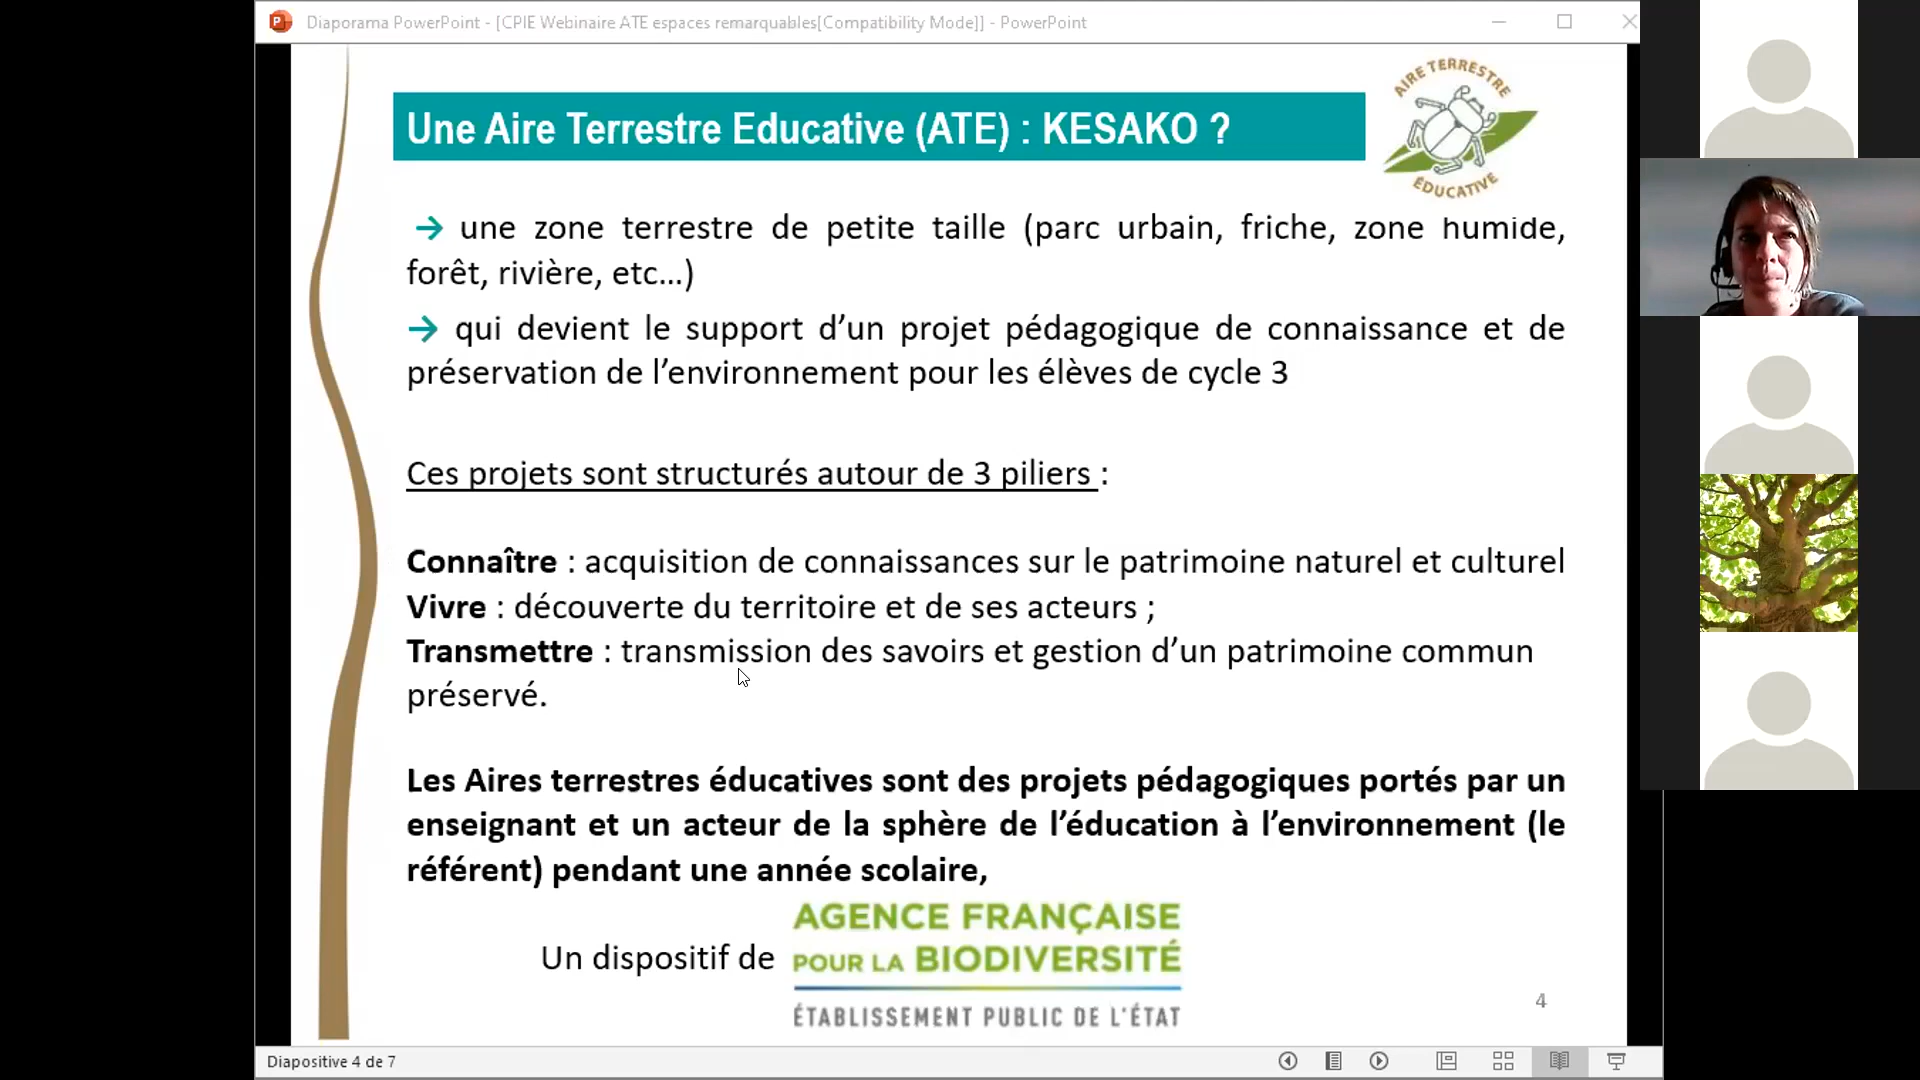 Diaporama PowerPoint - [CPIE Webinaire ATE espaces remarquables[Compatibility Mode]] - PowerPoint
Une Aire Terrestre Educative (ATE) : KESAKO ?
AIRE TERRESTRE
ÉDUCATIVE
→ une zone terrestre de petite taille (parc urbain, friche, zone humide,
forêt, rivière, etc...)
→ qui devient le support d’un projet pédagogique de connaissance et de
préservation de l’environnement pour les élèves de cycle 3
Ces projets sont structurés autour de 3 piliers :
Connaître : acquisition de connaissances sur le patrimoine naturel et culturel
Vivre : découverte du territoire et de ses acteurs ;
Transmettre : transmission des savoirs et gestion d’un patrimoine commun
préservé.
Les Aires terrestres éducatives sont des projets pédagogiques portés par un
enseignant et un acteur de la sphère de l’éducation à l’environnement (le
référent) pendant une année scolaire,
Un dispositif de
AGENCE FRANÇAISE
POUR LA BIODIVERSITÉ
ÉTABLISSEMENT PUBLIC DE L'ÉTAT
4
Diapositive 4 de 7